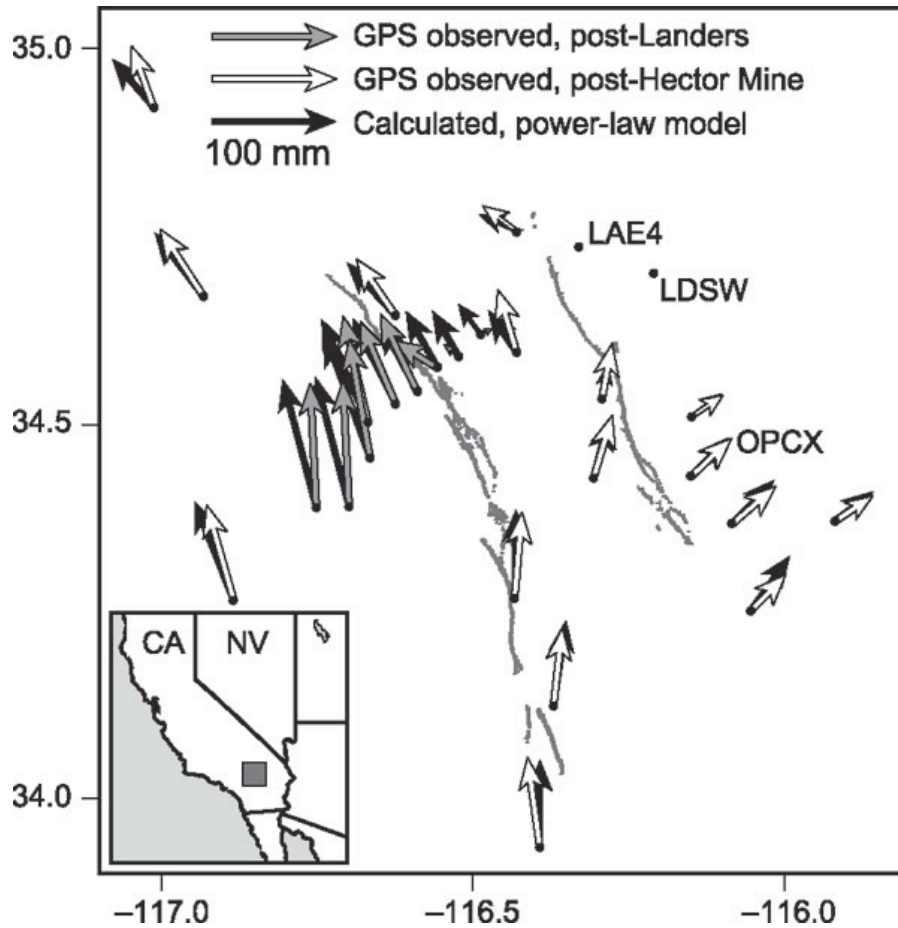 35.0
GPS observed, post-Landers
GPS observed, post-Hector Mine
Calculated, power-law model
100 mm
LAE4
LDSW
34.5
OPCX
CA
NV
34.0
–117.0
–116.5
–116.0